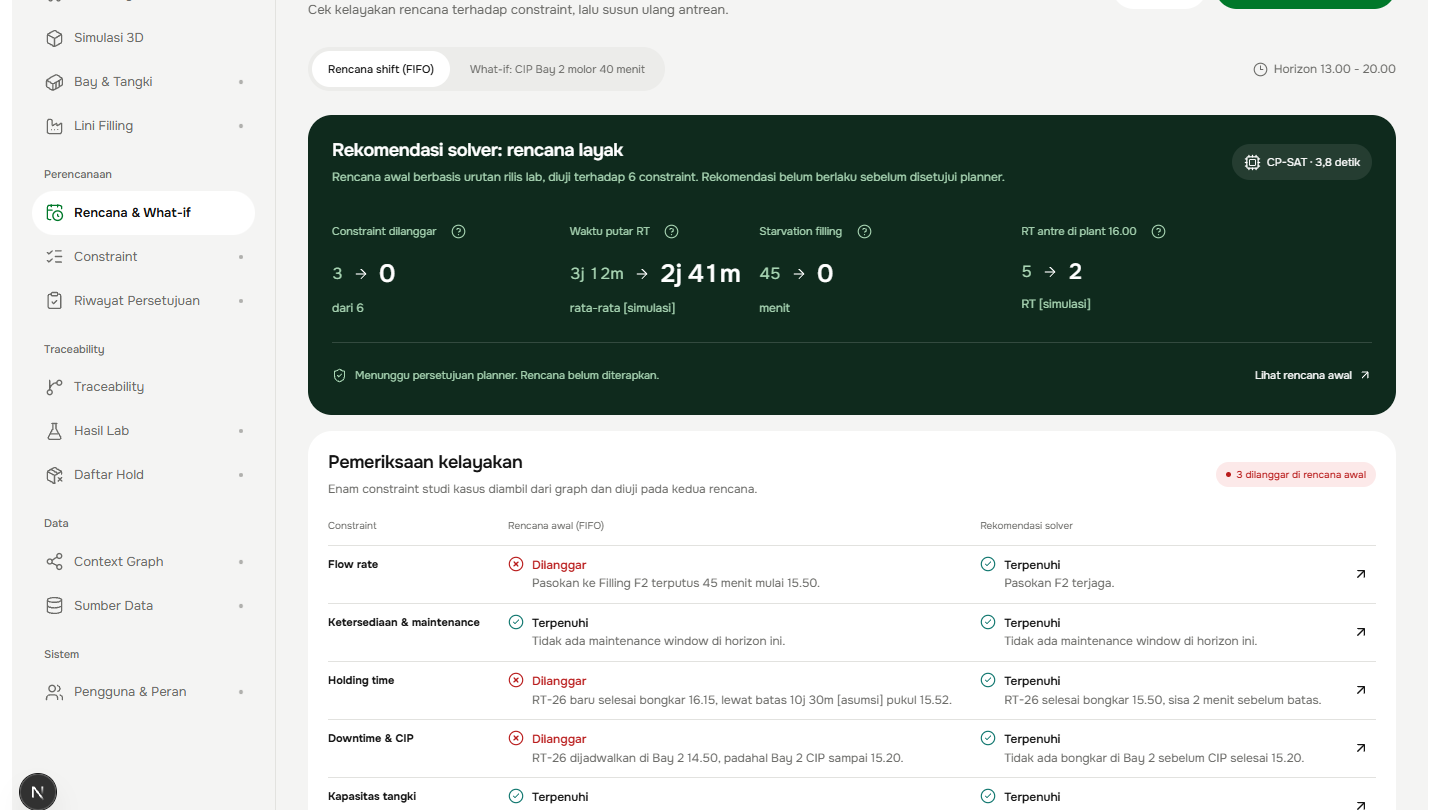 Cek kelayakan rencana terhadap constraint, lalu susun ulang antrean.
Simulasi 3D
Bay & Tangki
Lini Filling
Perencanaan
Rencana & What-if
Constraint
Riwayat Persetujuan
Traceability
Traceability
Hasil Lab
Daftar Hold
Data
Context Graph
Sumber Data
Sistem
Pengguna & Peran
N
Rencana shift (FIFO)
What-if: CIP Bay 2 molor 40 menit
Horizon 13.00 - 20.00
Rekomendasi solver: rencana layak
Rencana awal berbasis urutan rilis lab, diuji terhadap 6 constraint. Rekomendasi belum berlaku sebelum disetujui planner.
CP-SAT · 3,8 detik
Constraint dilanggar
3 → 0
dari 6
Waktu putar RT
3j 12m → 2j 41m
rata-rata [simulasi]
Starvation filling
45 → 0
menit
RT antre di plant 16.00
5 → 2
RT [simulasi]
Menunggu persetujuan planner. Rencana belum diterapkan.
Lihat rencana awal
Pemeriksaan kelayakan
Enam constraint studi kasus diambil dari graph dan diuji pada kedua rencana.
3 dilanggar di rencana awal
Constraint Rencana awal (FIFO) Rekomendasi solver
Flow rate Dilanggar Terpenuhi
Pasokan ke Filling F2 terputus 45 menit mulai 15.50. Pasokan F2 terjaga.
Ketersediaan & maintenance Terpenuhi Terpenuhi
Tidak ada maintenance window di horizon ini. Tidak ada maintenance window di horizon ini.
Holding time Dilanggar Terpenuhi
RT-26 baru selesai bongkar 16.15, lewat batas 10j 30m [asumsi] pukul 15.52. RT-26 selesai bongkar 15.50, sisa 2 menit sebelum batas.
Downtime & CIP Dilanggar Terpenuhi
RT-26 dijadwalkan di Bay 2 14.50, padahal Bay 2 CIP sampai 15.20. Tidak ada bongkar di Bay 2 sebelum CIP selesai 15.20.
Kapasitas tangki Terpenuhi Terpenuhi